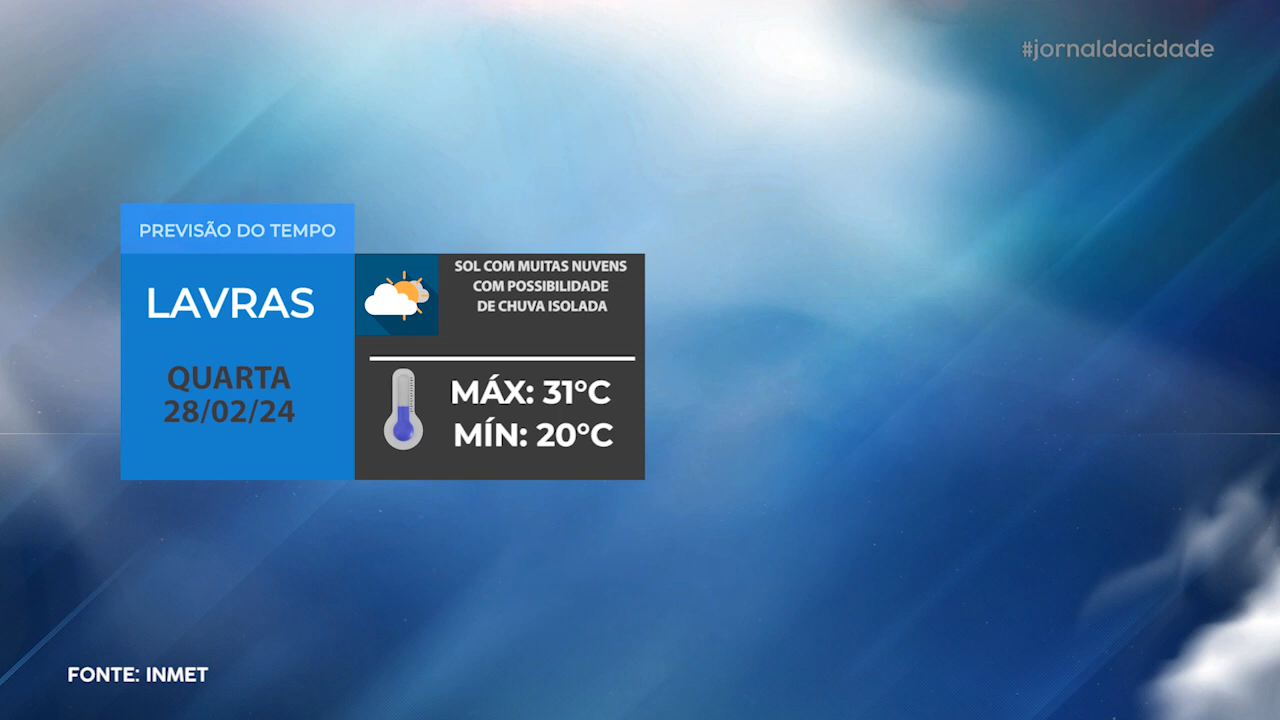 #jornaldacidade
PREVISÃO DO TEMPO
LAVRAS
QUARTA
28/02/24
SOL COM MUITAS NUVENS
COM POSSIBILIDADE
DE CHUVA ISOLADA
MÁX: 31°C
MÍN: 20°C
FONTE: INMET